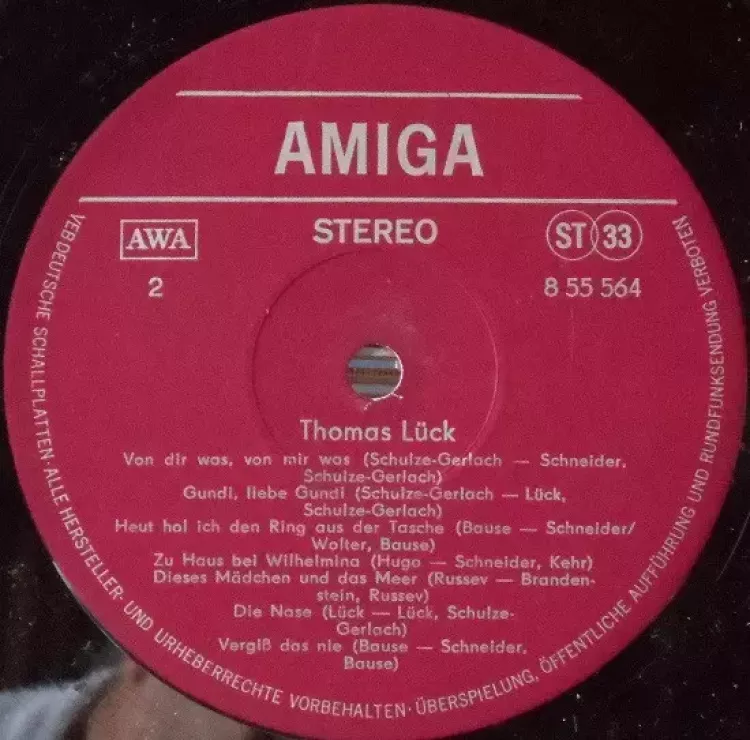 AMIGA
AWA
STEREO
ST 33
2
8 55 564
Thomas Lück
Von dir was, von mir was (Schulze-Gerlach — Schneider,
Schulze-Gerlach)
Gundi, liebe Gundi (Schulze-Gerlach — Lück,
Schulze-Gerlach)
Heut hol ich den Ring aus der Tasche (Bause — Schneider/
Wolter, Bause)
Zu Haus bei Wilhelmina (Hugo — Schneider, Kehr)
Dieses Mädchen und das Meer (Russev — Branden-
stein, Russev)
Die Nase (Lück — Lück, Schulze-
Gerlach)
Vergiß das nie (Bause — Schneider,
Bause)
VEB DEUTSCHE SCHALLPLATTEN · ALLE HERSTELLER- UND URHEBERRECHTE VORBEHALTEN · ÜBERSPIELUNG, ÖFFENTLICHE AUFFÜHRUNG UND RUNDFUNKSENDUNG VERBOTEN